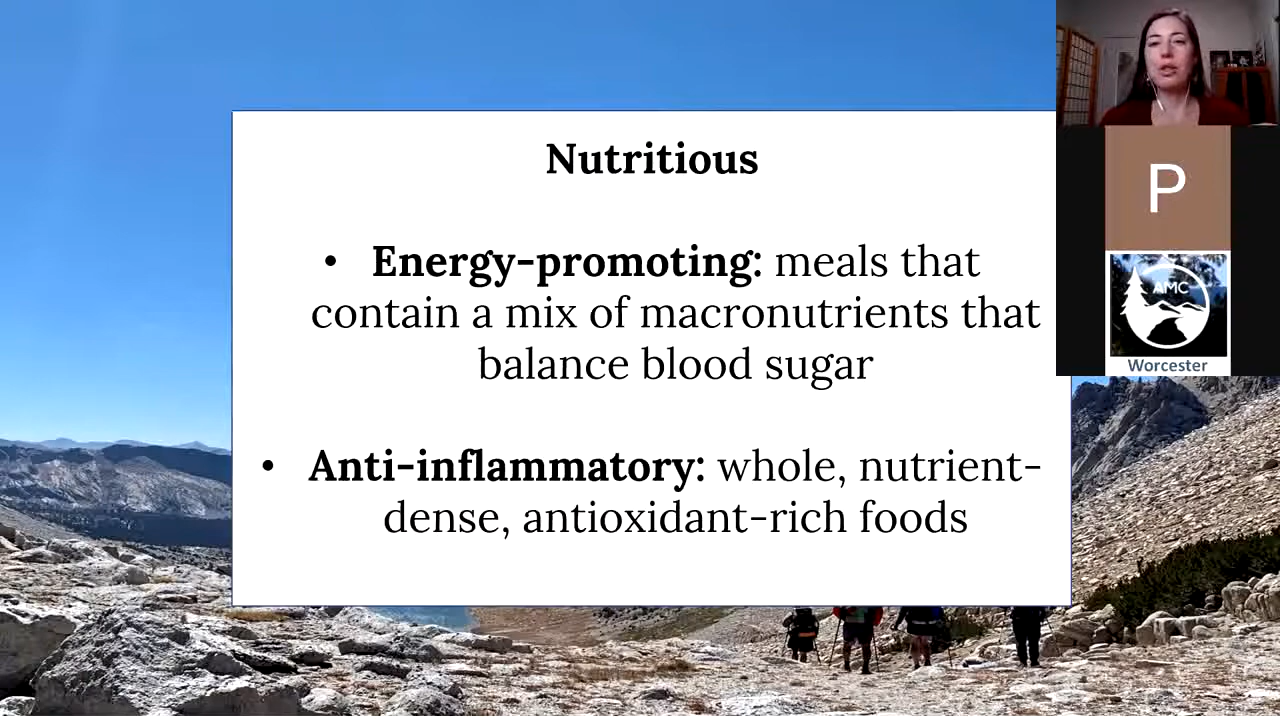 Nutritious
• Energy-promoting: meals that
contain a mix of macronutrients that
balance blood sugar
• Anti-inflammatory: whole, nutrient-
dense, antioxidant-rich foods
P
AMC
Worcester